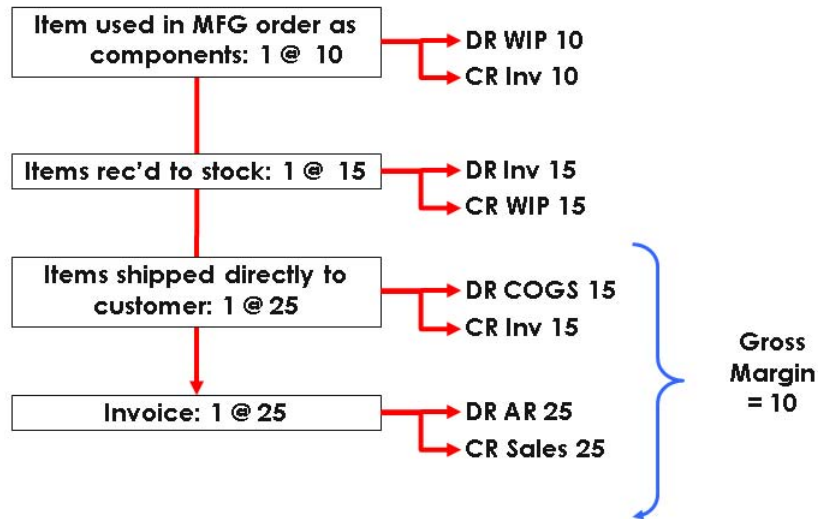 Item used in MFG order as
components: 1 @ 10
DR WIP 10
CR Inv 10
Items rec'd to stock: 1 @ 15
DR Inv 15
CR WIP 15
Items shipped directly to
customer: 1 @ 25
DR COGS 15
CR Inv 15
Invoice: 1 @ 25
DR AR 25
CR Sales 25
Gross
Margin
= 10